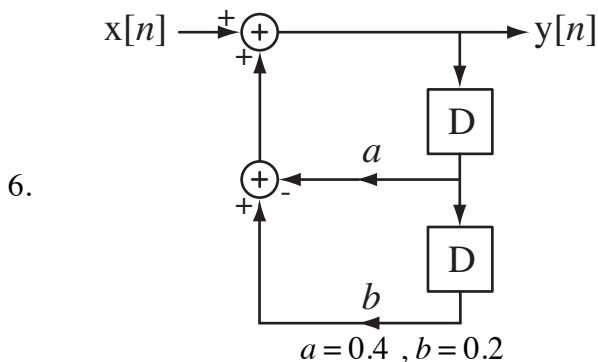 x[n] + + y[n]
+
D
a
6. + -
+
D
b
a = 0.4 , b = 0.2